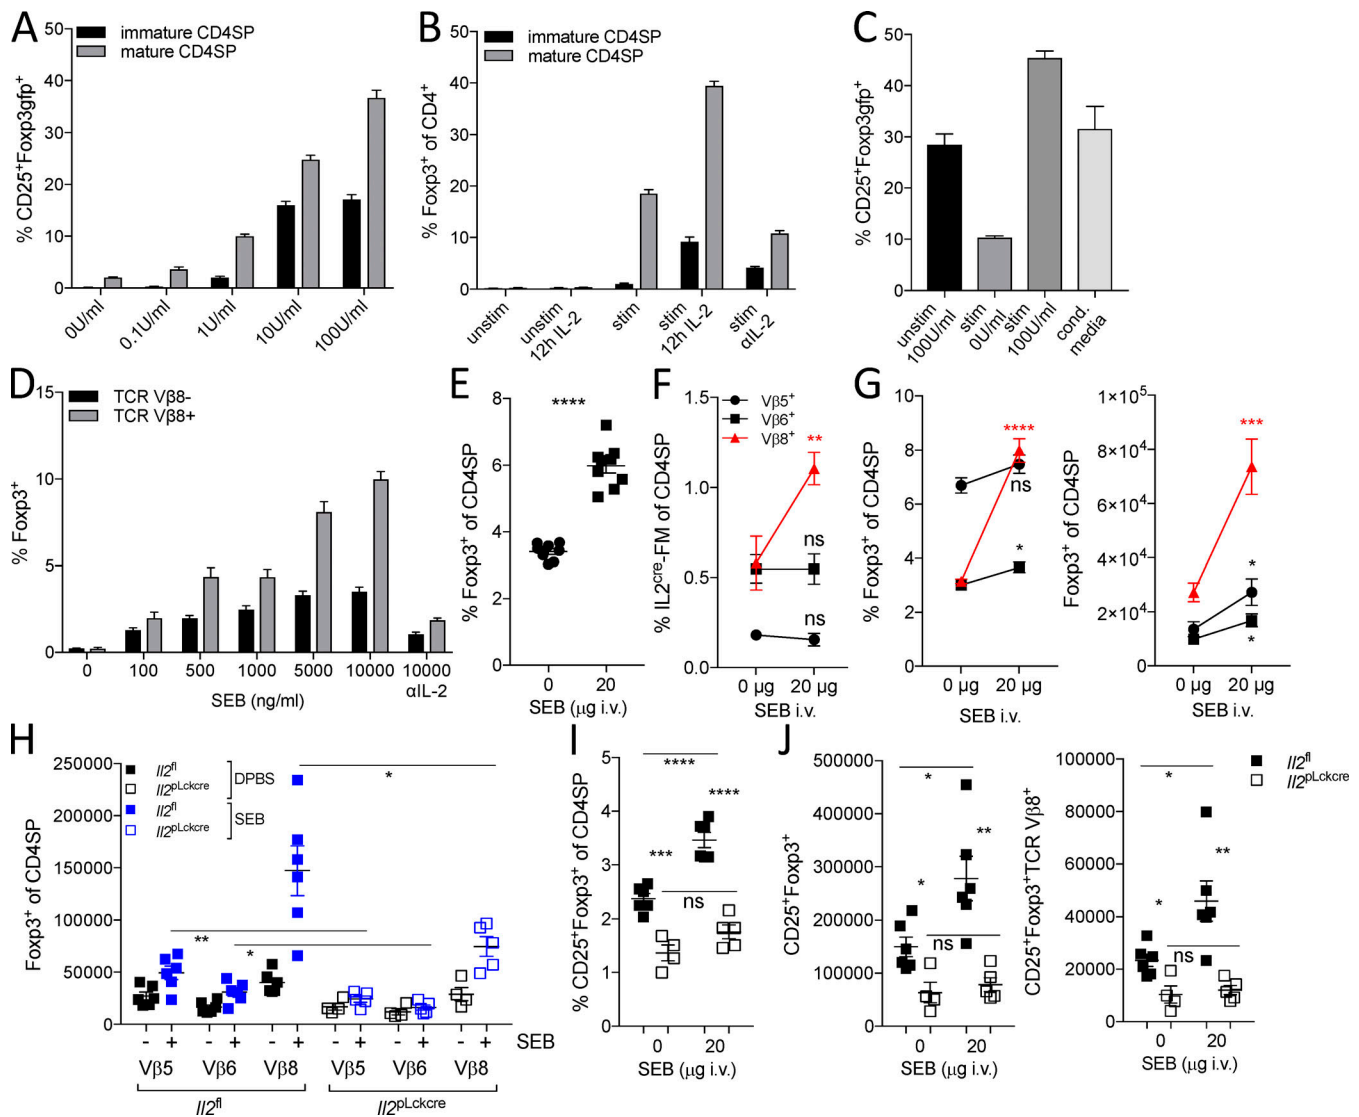 A
immature CD4SP
mature CD4SP
% CD25+Foxp3gfp+
50
40
30
20
10
0
0U/ml
0.1U/ml
1U/ml
10U/ml
100U/ml
B
immature CD4SP
mature CD4SP
% Foxp3+ of CD4+
50
40
30
20
10
0
unstim
unstim
12h IL-2
stim
stim
12h IL-2
stim
αIL-2
C
% CD25+Foxp3gfp+
50
40
30
20
10
0
unstim
100U/ml
stim
0U/ml
stim
100U/ml
cond.
media
D
TCR Vβ8-
TCR Vβ8+
% Foxp3+
15
10
5
0
0
100
500
1000
5000
10000
10000
αIL-2
SEB (ng/ml)
E
****
% Foxp3+ of CD4SP
8
6
4
2
0
0
20
SEB (μg i.v.)
F
Vβ5+
Vβ6+
Vβ8+
% IL2cre-FM of CD4SP
1.5
1.0
0.5
0.0
**
ns
ns
0 μg
20 μg
SEB i.v.
G
% Foxp3+ of CD4SP
10
8
6
4
2
0
****
ns
*
0 μg
20 μg
SEB i.v.
Foxp3+ of CD4SP
1×10^5
8×10^4
6×10^4
4×10^4
2×10^4
0
***
*
*
0 μg
20 μg
SEB i.v.
H
Il2fl
Il2pLckcre
DPBS
Il2fl
Il2pLckcre
SEB
Foxp3+ of CD4SP
250000
200000
150000
100000
50000
0
*
**
*
- + - + - + - + - + - + SEB
Vβ5 Vβ6 Vβ8 Vβ5 Vβ6 Vβ8
Il2fl Il2pLckcre
I
% CD25+Foxp3+ of CD4SP
5
4
3
2
1
0
****
****
***
ns
0
20
SEB (μg i.v.)
J
CD25+Foxp3+
500000
400000
300000
200000
100000
0
*
**
*
ns
0
20
SEB (μg i.v.)
CD25+Foxp3+TCR Vβ8+
100000
80000
60000
40000
20000
0
*
**
*
ns
0
20
SEB (μg i.v.)
Il2fl
Il2pLckcre